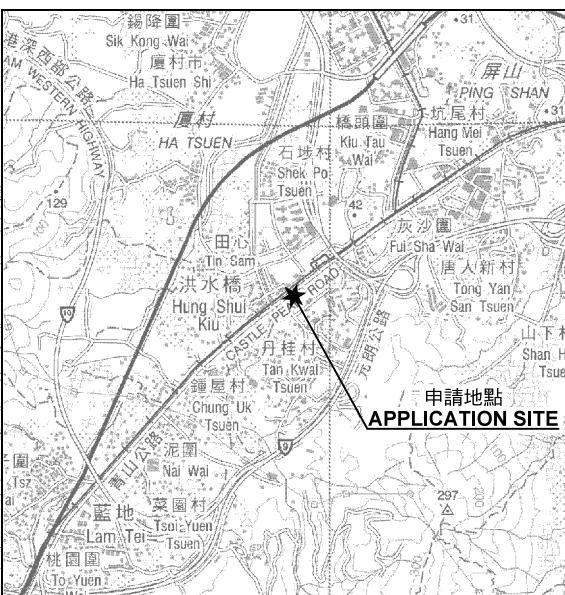 錫降圍
Sik Kong Wai
廈村市
Ha Tsuen Shi
港深西部公路
WESTERN HIGHWAY
廈村
HA TSUEN
31
屏山
PING SHAN
坑尾村
Hang Mei
Tsuen
31
橋頭圍
Kiu Tau
Wai
石埗村
Shek Po
Tsuen
129
42
灰沙圍
Fui Sha Wai
田心
Tin Sam
唐人新村
Tong Yan
San Tsuen
洪水橋
Hung Shui
Kiu
CASTLE PEAK ROAD
元朗公路
丹桂村
Tan Kwai
Tsuen
山下村
Shan H
Tsue
鍾屋村
Chung Uk
Tsuen
申請地點
APPLICATION SITE
9
泥圍
Nai Wai
青山公路
100
297
菜園村
Tsoi Yuen
Tsuen
藍地
Lam Tei
桃園圍
To Yuen